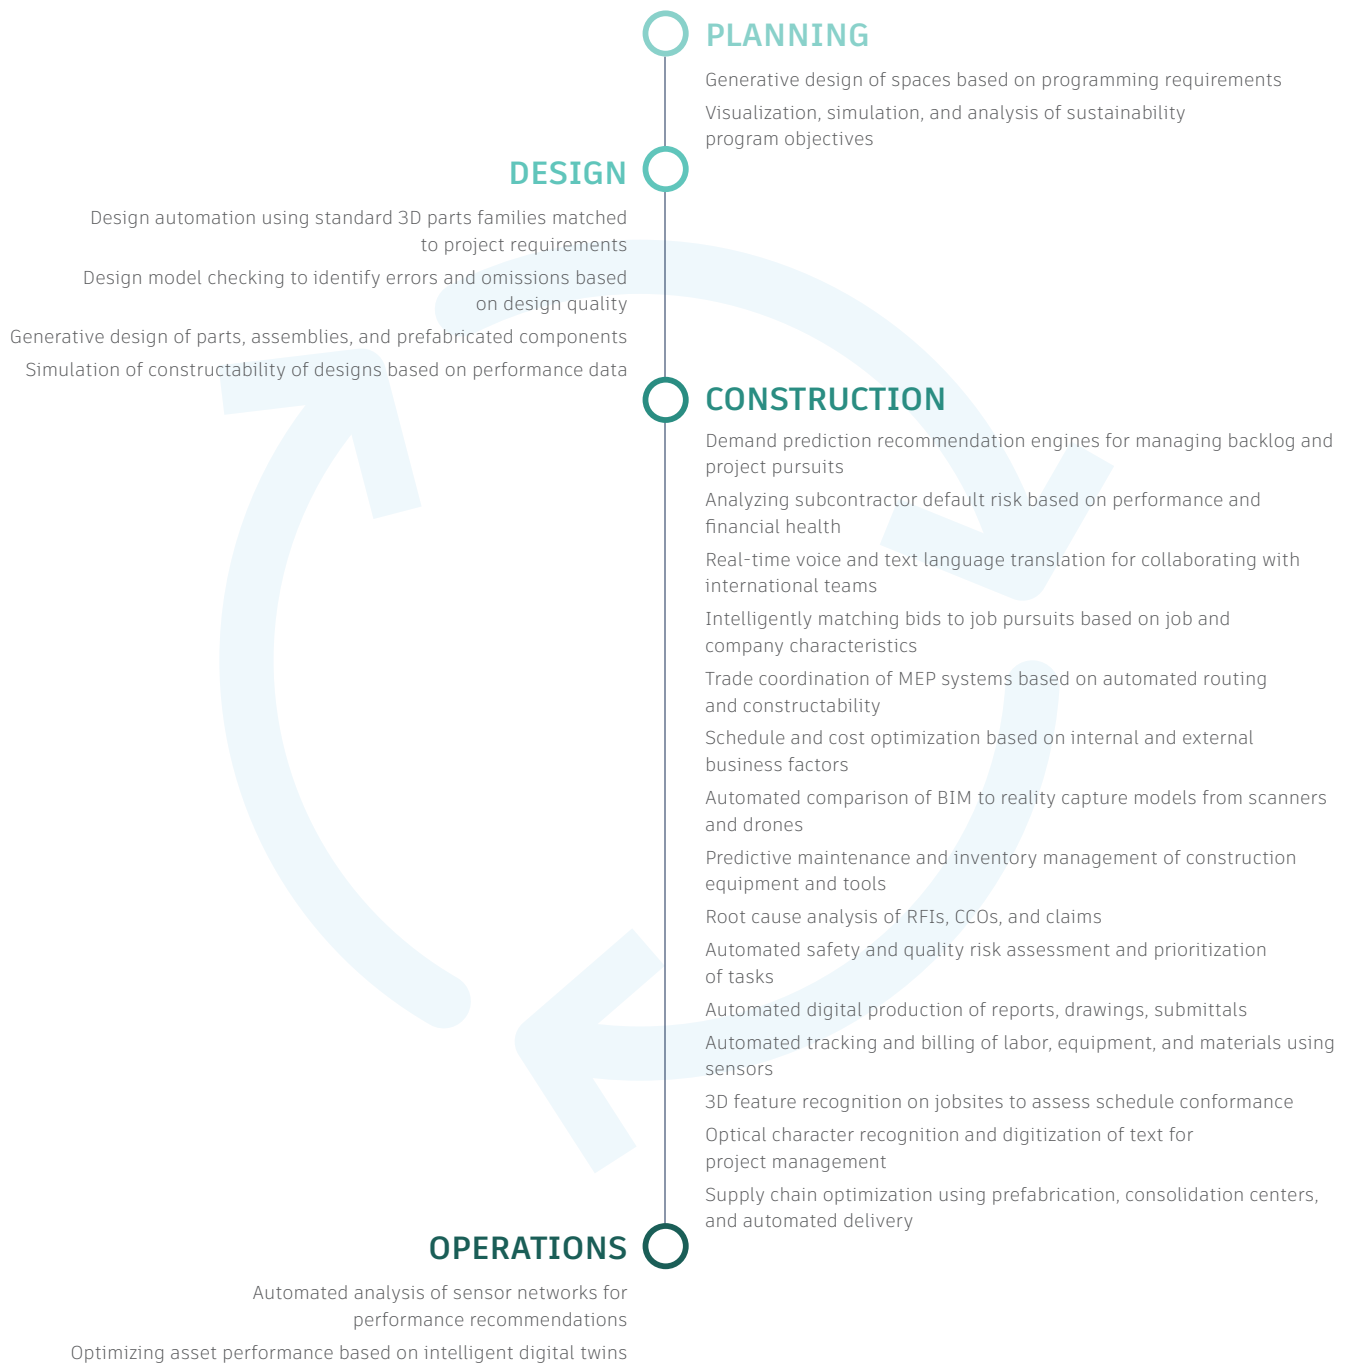 PLANNING
Generative design of spaces based on programming requirements
Visualization, simulation, and analysis of sustainability
program objectives
DESIGN
Design automation using standard 3D parts families matched
to project requirements
Design model checking to identify errors and omissions based
on design quality
Generative design of parts, assemblies, and prefabricated components
Simulation of constructability of designs based on performance data
CONSTRUCTION
Demand prediction recommendation engines for managing backlog and
project pursuits
Analyzing subcontractor default risk based on performance and
financial health
Real-time voice and text language translation for collaborating with
international teams
Intelligently matching bids to job pursuits based on job and
company characteristics
Trade coordination of MEP systems based on automated routing
and constructability
Schedule and cost optimization based on internal and external
business factors
Automated comparison of BIM to reality capture models from scanners
and drones
Predictive maintenance and inventory management of construction
equipment and tools
Root cause analysis of RFIs, CCOs, and claims
Automated safety and quality risk assessment and prioritization
of tasks
Automated digital production of reports, drawings, submittals
Automated tracking and billing of labor, equipment, and materials using
sensors
3D feature recognition on jobsites to assess schedule conformance
Optical character recognition and digitization of text for
project management
Supply chain optimization using prefabrication, consolidation centers,
and automated delivery
OPERATIONS
Automated analysis of sensor networks for
performance recommendations
Optimizing asset performance based on intelligent digital twins